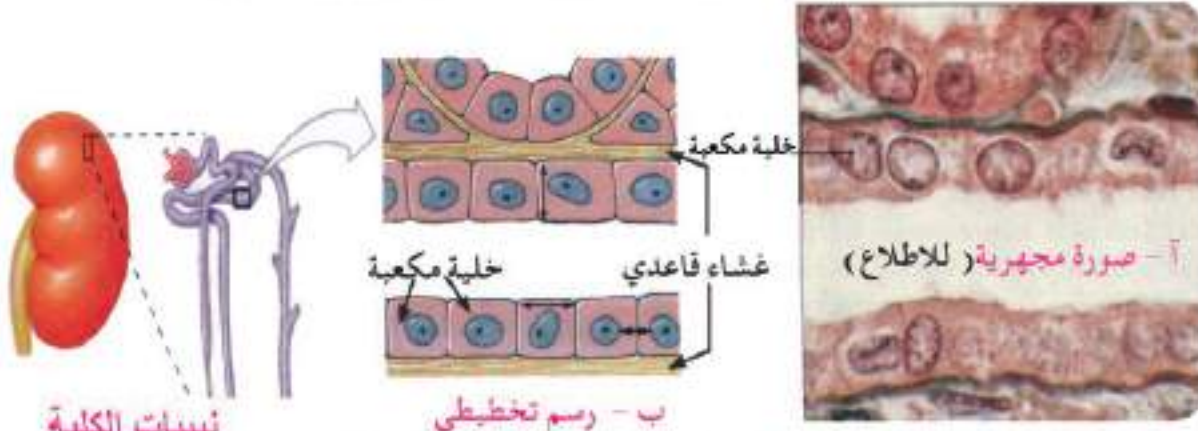 خلية مكعبة
آ - صورة مجهرية (للاطلاع)
غشاء قاعدي
خلية مكعبة
ب - رسم تخطيطي
نبيبات الكلية